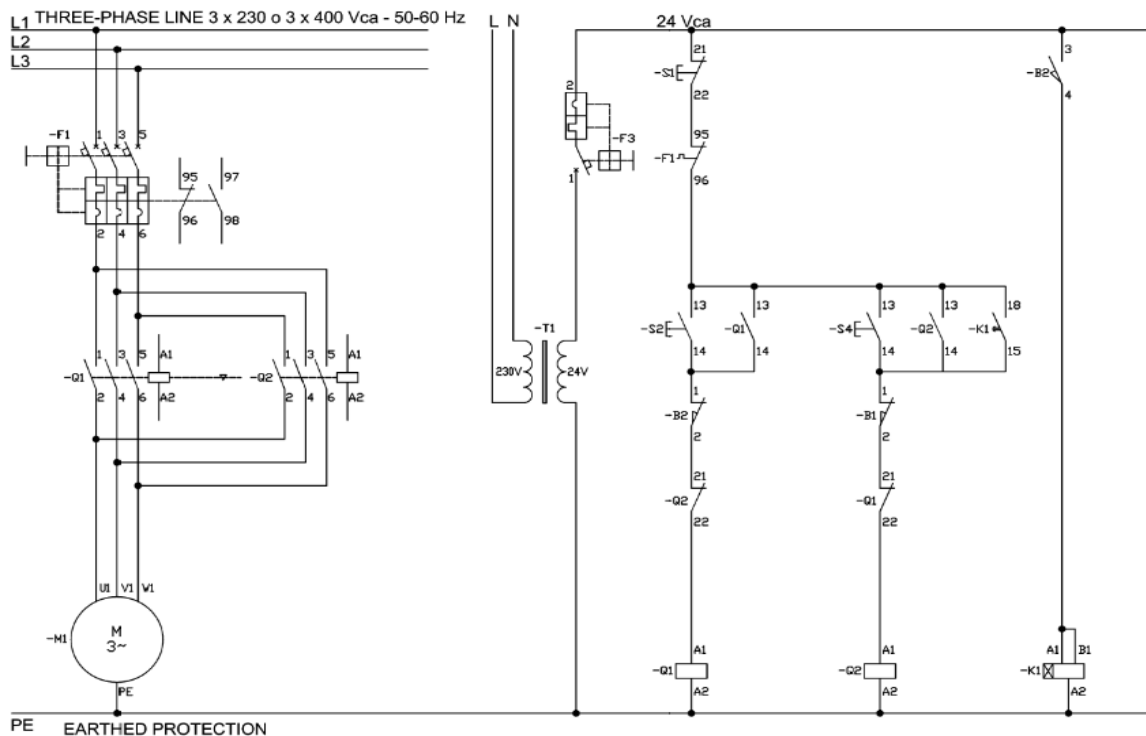 L1 THREE-PHASE LINE 3 x 230 o 3 x 400 Vca - 50-60 Hz
L2
L3
L N
24 Vca
-F1
1 3 5
95 97
96 98
2 4 6
2
-F3
1
21
-S1
22
95
-F1
96
3
-B2
4
-Q1
1 3 5
A1
2 4 6
A2
-Q2
1 3 5
A1
2 4 6
A2
-T1
230V
24V
13 13 13 13 18
-S2 -Q1 -S4 -Q2 -K1
14 14 14 14 15
1 1
-B2 -B1
2 2
21 21
-Q2 -Q1
22 22
U1 V1 W1
-M1
M
3~
PE
A1 A1 A1 B1
-Q1 -Q2 -K1
A2 A2 A2
PE EARTHED PROTECTION